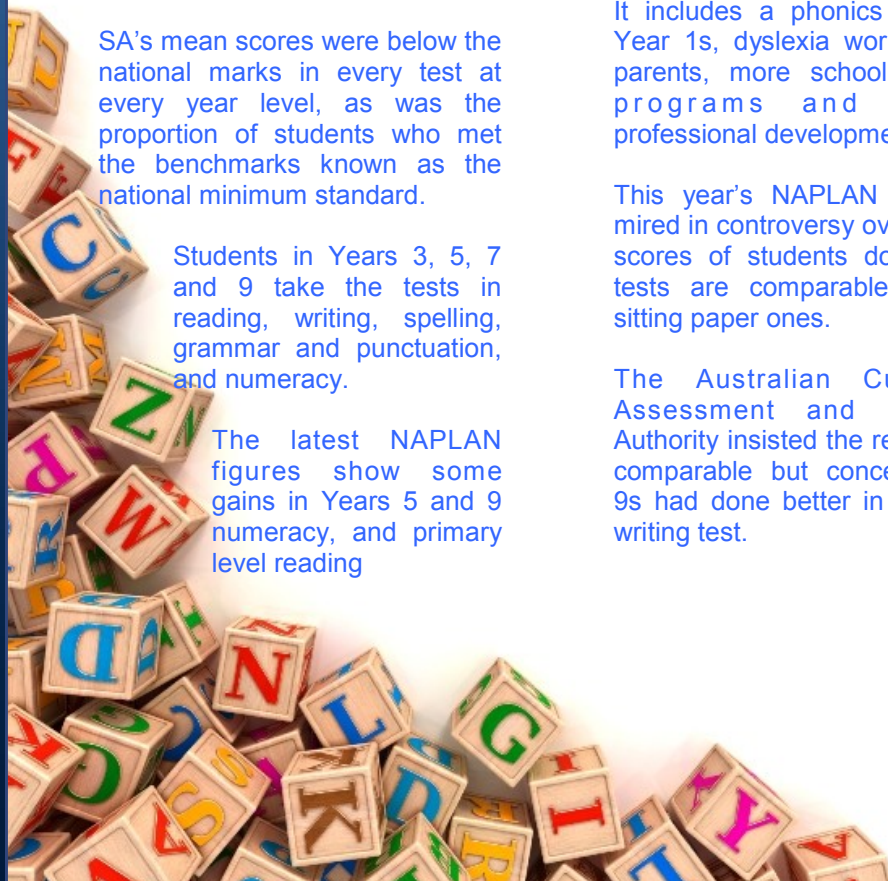 SA’s mean scores were below the
national marks in every test at
every year level, as was the
proportion of students who met
the benchmarks known as the
national minimum standard.
Students in Years 3, 5, 7
and 9 take the tests in
reading, writing, spelling,
grammar and punctuation,
and numeracy.
The latest NAPLAN
figures show some
gains in Years 5 and 9
numeracy, and primary
level reading
It includes a phonics
Year 1s, dyslexia
parents, more
programs and
professional
This year’s NAPLAN
mired in controversy
scores of students
tests are comparable
sitting paper ones.
The Australian
Assessment and
Authority insisted the
comparable but
9s had done better in
writing test.